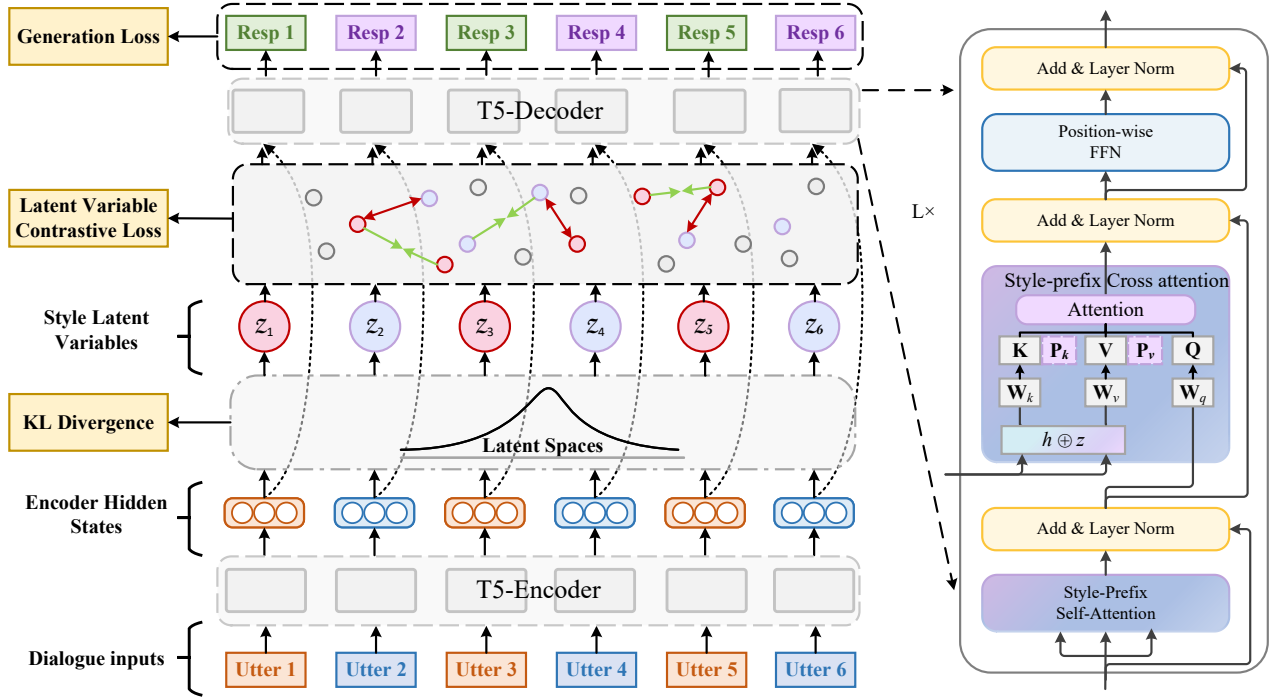 Generation Loss
Resp 1
Resp 2
Resp 3
Resp 4
Resp 5
Resp 6
T5-Decoder
Latent Variable
Contrastive Loss
Style Latent
Variables
z1
z2
z3
z4
z5
z6
KL Divergence
Latent Spaces
Encoder Hidden
States
T5-Encoder
Dialogue inputs
Utter 1
Utter 2
Utter 3
Utter 4
Utter 5
Utter 6
L×
Add & Layer Norm
Position-wise
FFN
Add & Layer Norm
Style-prefix Cross attention
Attention
K
Pk
V
Pv
Q
Wk
Wv
Wq
h ⊕ z
Add & Layer Norm
Style-Prefix
Self-Attention